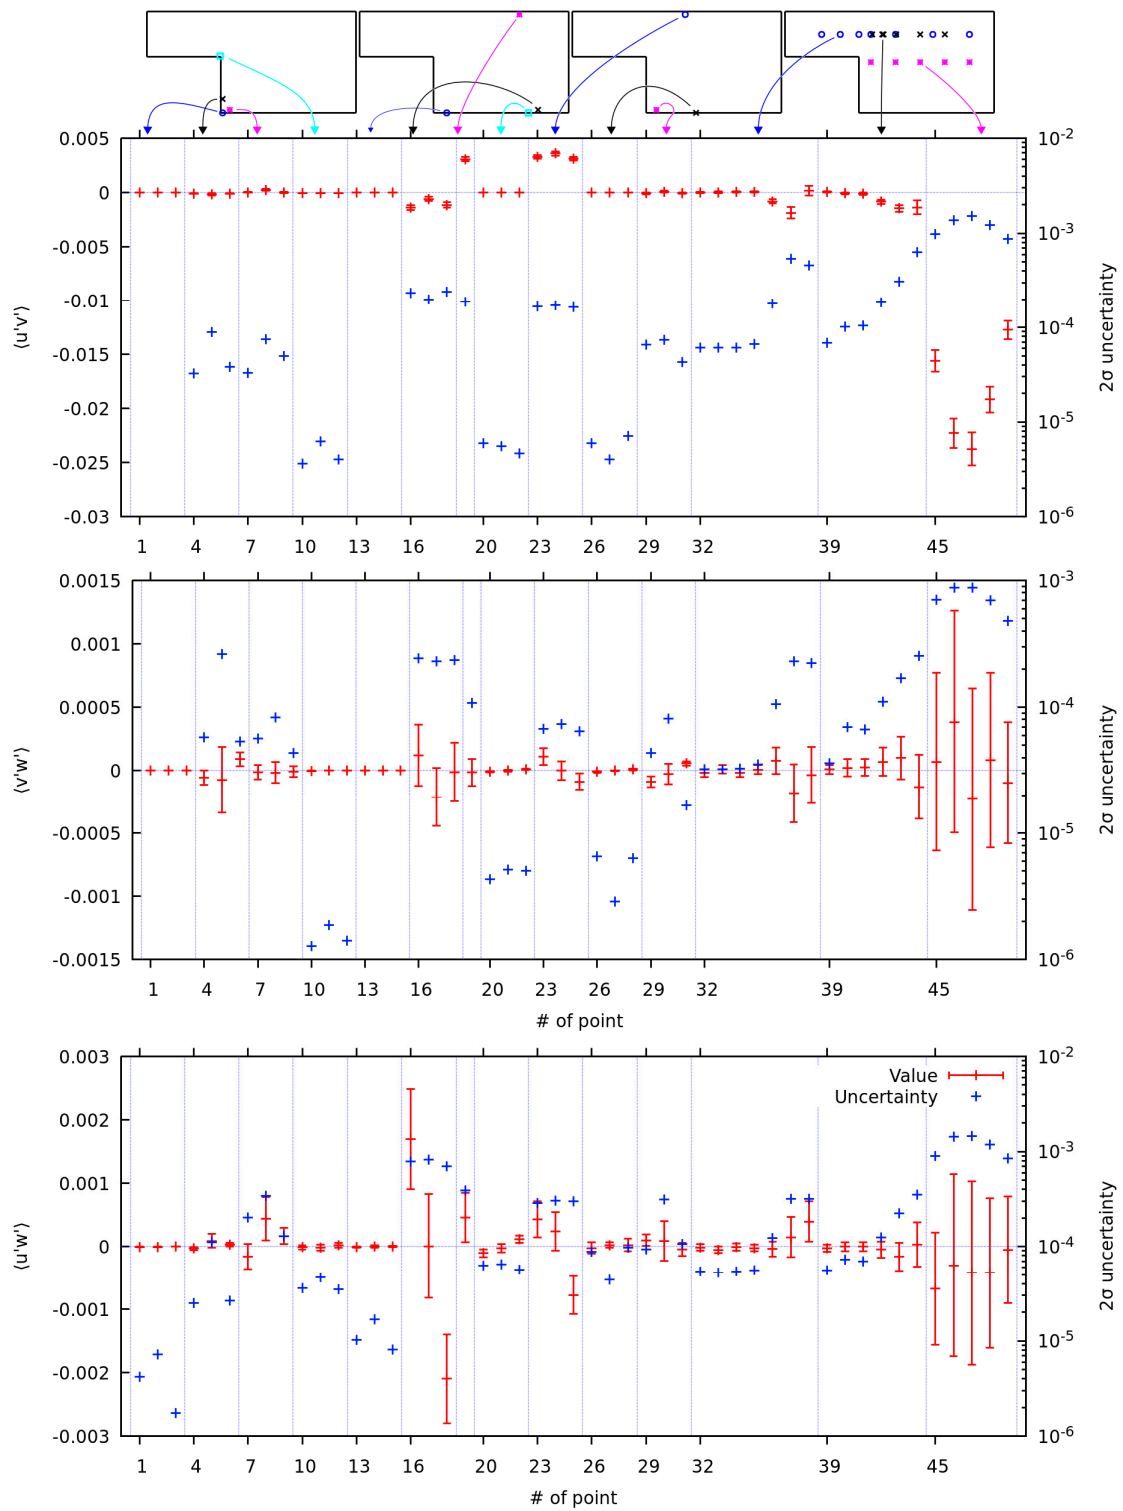 0.005
0
-0.005
-0.01
-0.015
-0.02
-0.025
-0.03
⟨u'v'⟩
10-2
10-3
10-4
10-5
10-6
2σ uncertainty
1 4 7 10 13 16 20 23 26 29 32 39 45
0.0015
0.001
0.0005
0
-0.0005
-0.001
-0.0015
⟨v'w'⟩
10-3
10-4
10-5
10-6
2σ uncertainty
1 4 7 10 13 16 20 23 26 29 32 39 45
# of point
0.003
0.002
0.001
0
-0.001
-0.002
-0.003
⟨u'w'⟩
Value
Uncertainty
10-2
10-3
10-4
10-5
10-6
2σ uncertainty
1 4 7 10 13 16 20 23 26 29 32 39 45
# of point